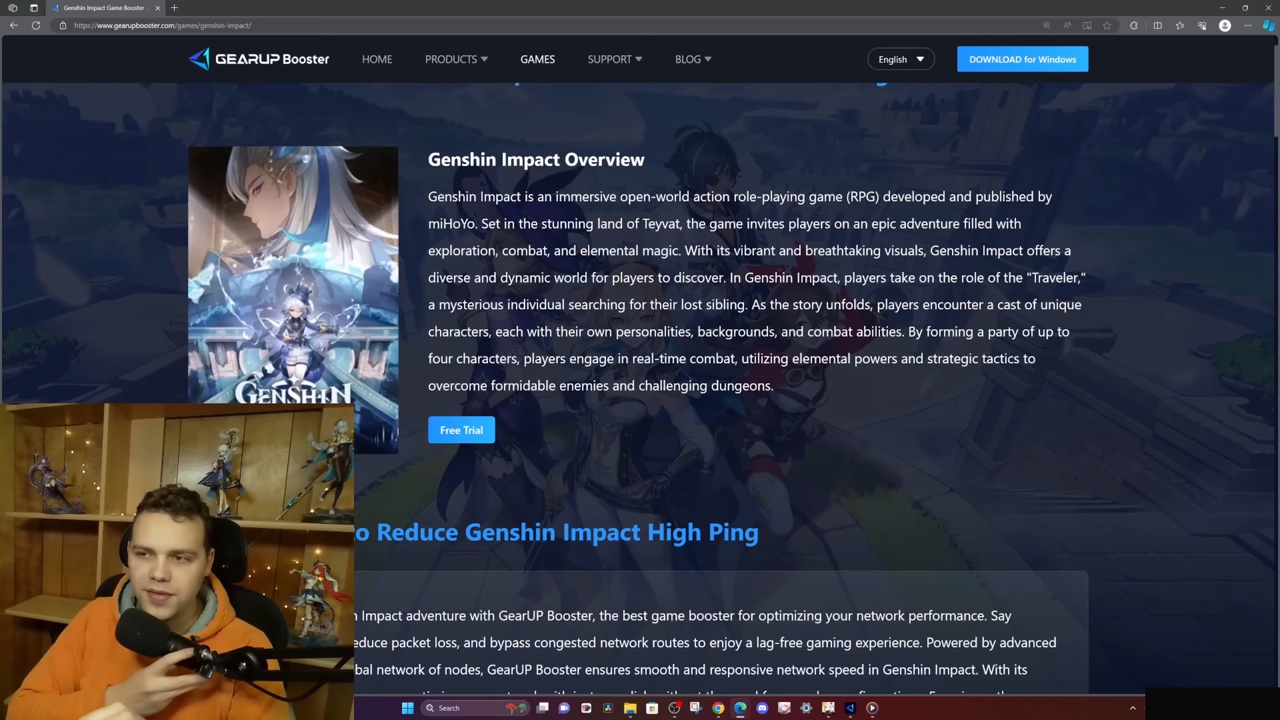 Genshin Impact Game Booster
https://www.gearupbooster.com/games/genshin-impact/
GEARUP Booster
HOME
PRODUCTS
GAMES
SUPPORT
BLOG
English
DOWNLOAD for Windows
Genshin Impact Overview
Genshin Impact is an immersive open-world action role-playing game (RPG) developed and published by
miHoYo. Set in the stunning land of Teyvat, the game invites players on an epic adventure filled with
exploration, combat, and elemental magic. With its vibrant and breathtaking visuals, Genshin Impact offers a
diverse and dynamic world for players to discover. In Genshin Impact, players take on the role of the "Traveler,"
a mysterious individual searching for their lost sibling. As the story unfolds, players encounter a cast of unique
characters, each with their own personalities, backgrounds, and combat abilities. By forming a party of up to
four characters, players engage in real-time combat, utilizing elemental powers and strategic tactics to
overcome formidable enemies and challenging dungeons.
GENSHIN
Free Trial
o Reduce Genshin Impact High Ping
n Impact adventure with GearUP Booster, the best game booster for optimizing your network performance. Say
educe packet loss, and bypass congested network routes to enjoy a lag-free gaming experience. Powered by advanced
bal network of nodes, GearUP Booster ensures smooth and responsive network speed in Genshin Impact. With its
Search